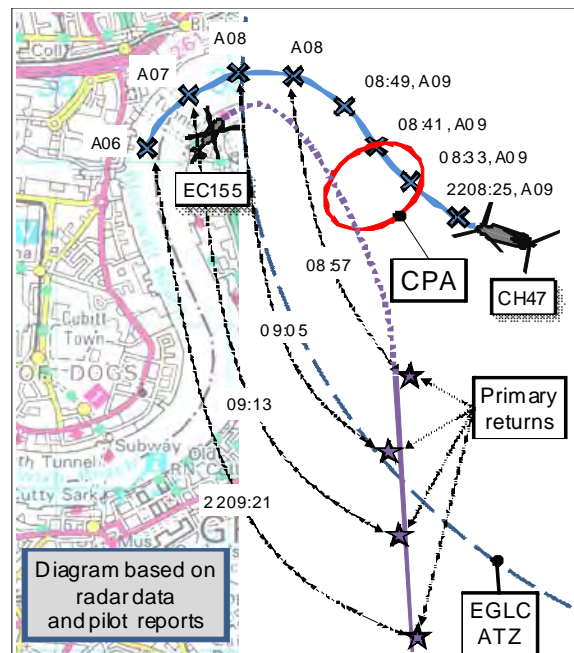 A08
A08
A07
08:49, A09
A06
08:41, A09
08:33, A09
2208:25, A09
EC155
CPA
CH47
08:57
09:05
Cubitt
Town
OF DOGS
Primary
returns
09:13
Subway
2209:21
Diagram based on
radar data
and pilot reports
EGLC
ATZ